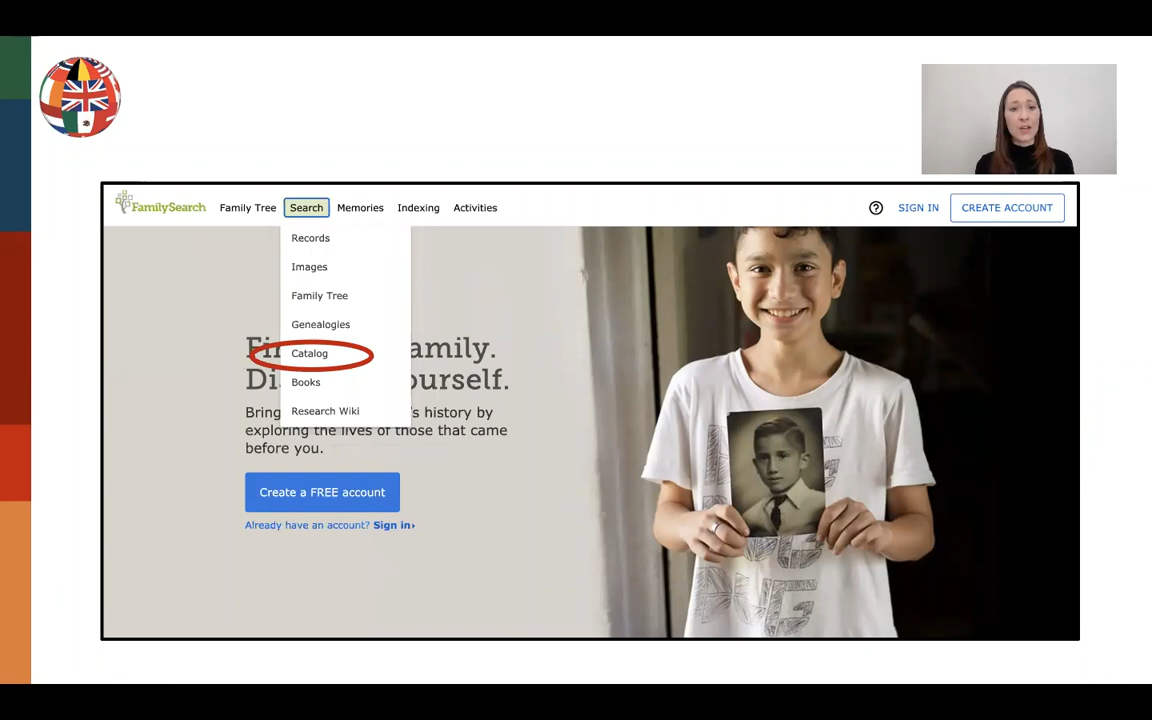 FamilySearch
Family Tree
Search
Memories
Indexing
Activities
SIGN IN
CREATE ACCOUNT
Records
Images
Family Tree
Genealogies
Catalog
Books
Research Wiki
amily.
Di
ourself.
Bring
's history by
exploring the lives of those that came
before you.
Create a FREE account
Already have an account? Sign in